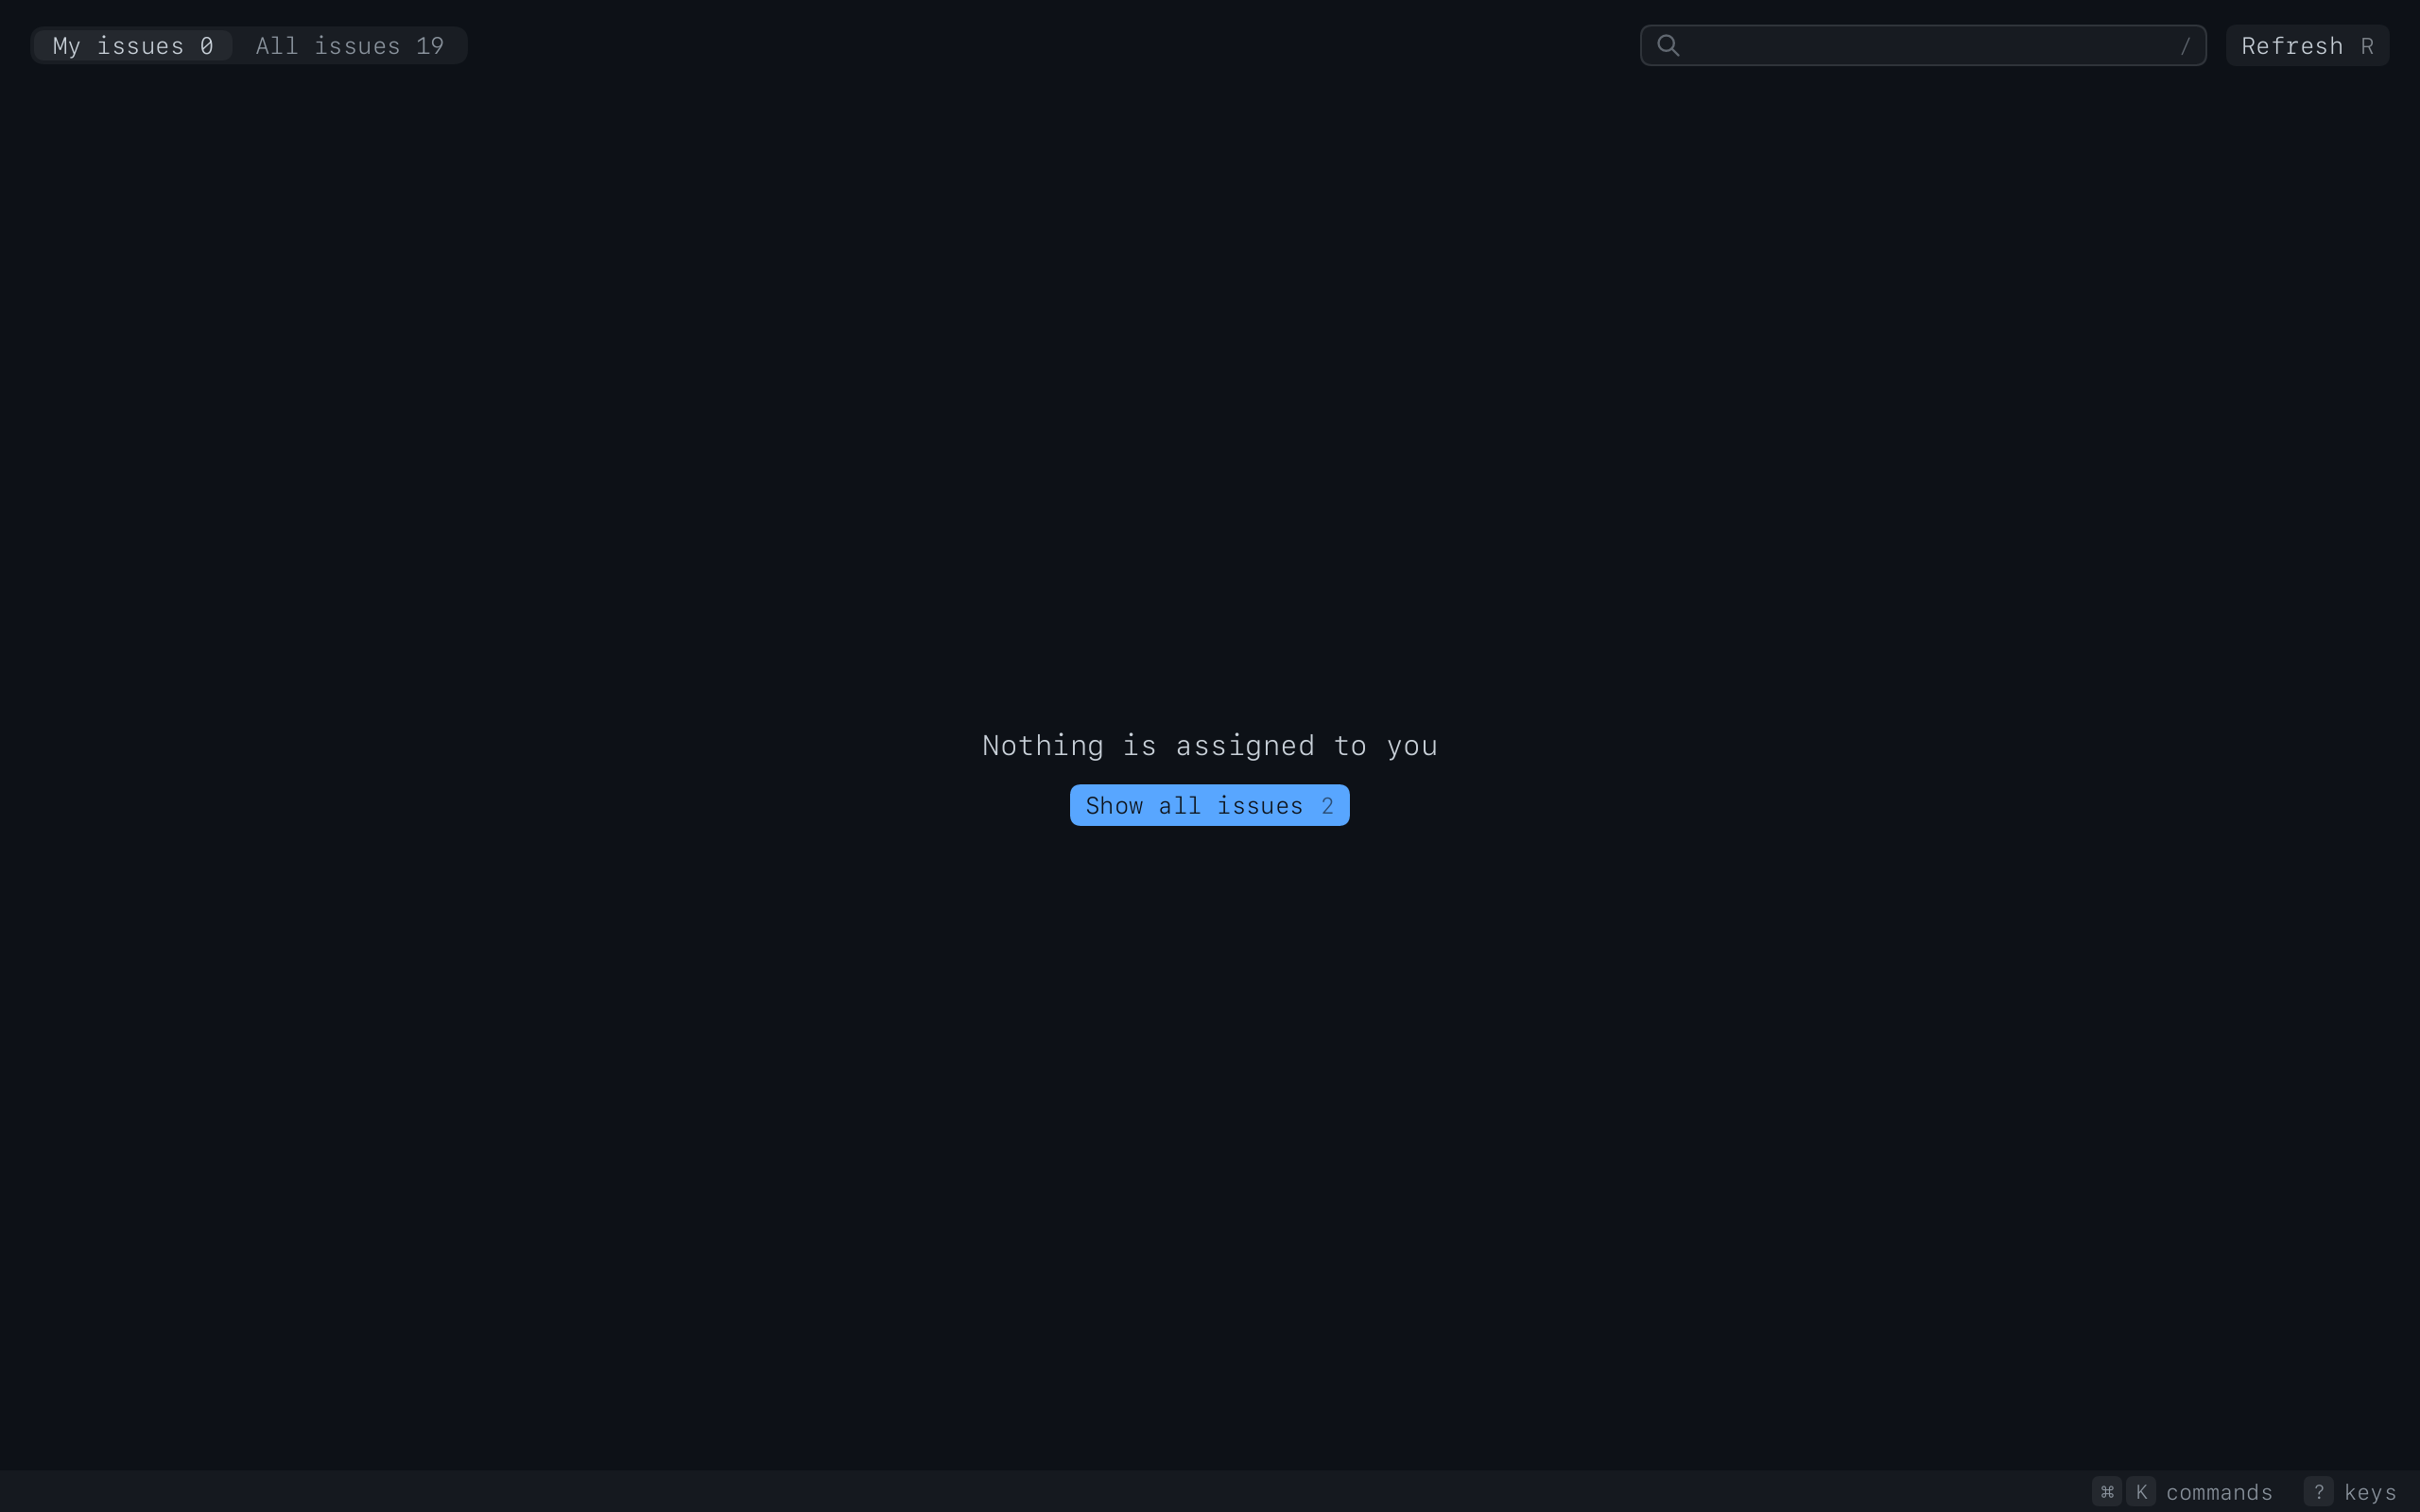 My issues 0 All issues 19 / Refresh R
Nothing is assigned to you
Show all issues 2
⌘ K commands ? keys